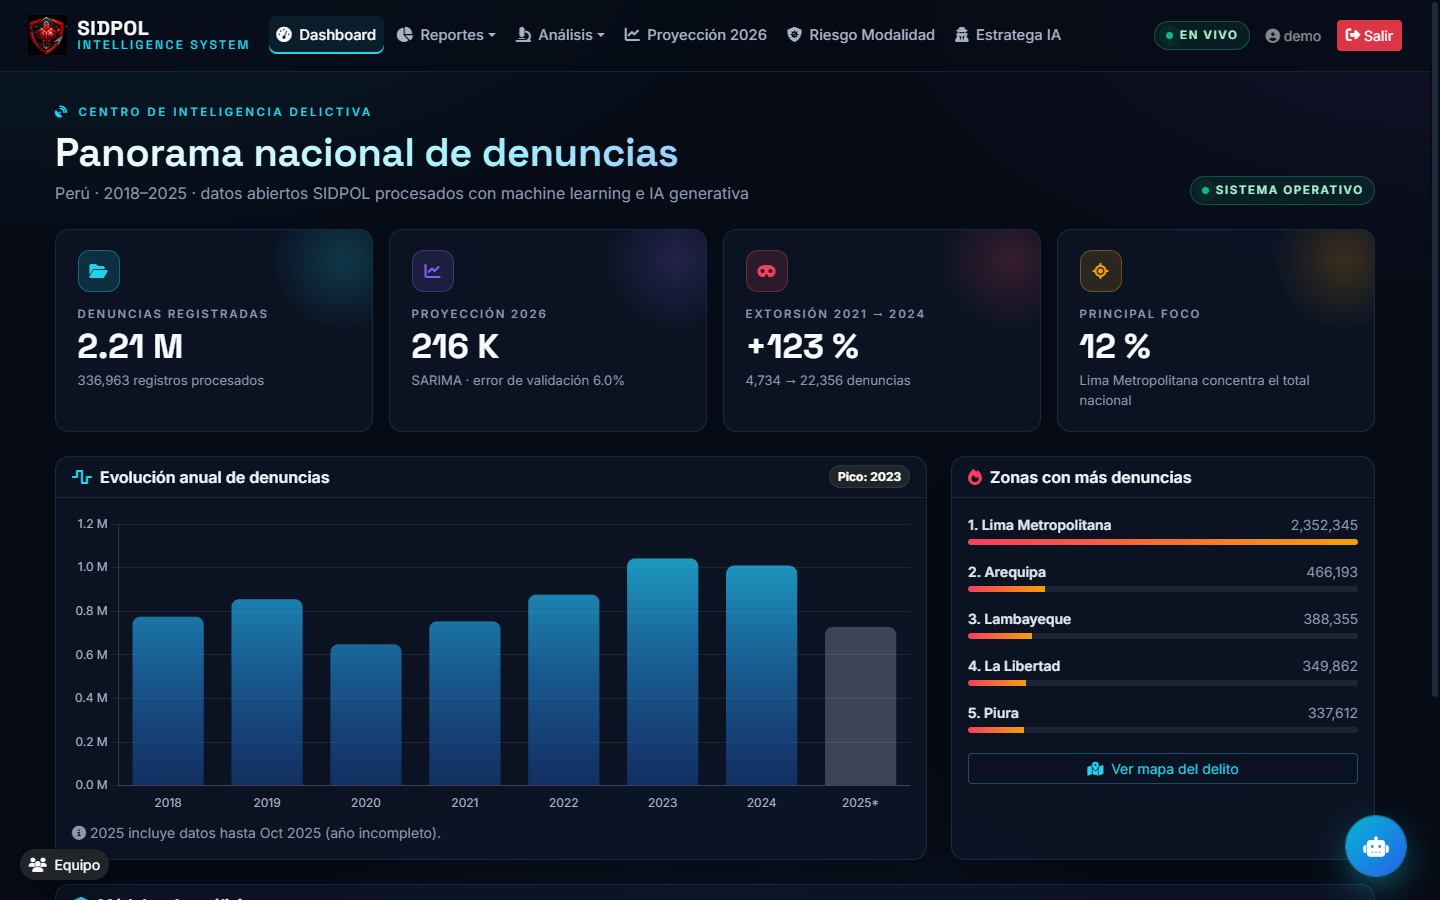 SIDPOL
INTELLIGENCE SYSTEM
Dashboard
Reportes
Análisis
Proyección 2026
Riesgo Modalidad
Estratega IA
EN VIVO
demo
Salir
CENTRO DE INTELIGENCIA DELICTIVA
Panorama nacional de denuncias
Perú · 2018–2025 · datos abiertos SIDPOL procesados con machine learning e IA generativa
SISTEMA OPERATIVO
DENUNCIAS REGISTRADAS
2.21 M
336,963 registros procesados
PROYECCIÓN 2026
216 K
SARIMA · error de validación 6.0%
EXTORSIÓN 2021 → 2024
+123 %
4,734 → 22,356 denuncias
PRINCIPAL FOCO
12 %
Lima Metropolitana concentra el total
nacional
Evolución anual de denuncias
Pico: 2023
1.2 M
1.0 M
0.8 M
0.6 M
0.4 M
0.2 M
0.0 M
2018
2019
2020
2021
2022
2023
2024
2025*
2025 incluye datos hasta Oct 2025 (año incompleto).
Zonas con más denuncias
1. Lima Metropolitana 2,352,345
2. Arequipa 466,193
3. Lambayeque 388,355
4. La Libertad 349,862
5. Piura 337,612
Ver mapa del delito
Equipo